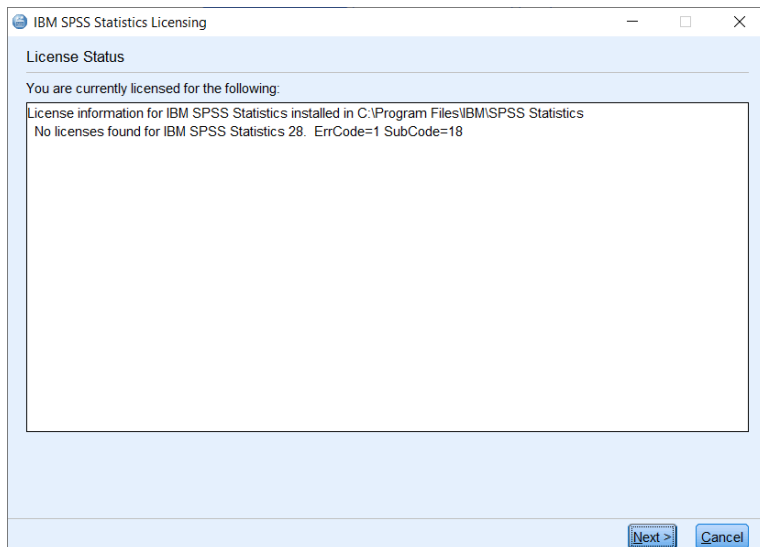 IBM SPSS Statistics Licensing
License Status
You are currently licensed for the following:
License information for IBM SPSS Statistics installed in C:\Program Files\IBM\SPSS Statistics
No licenses found for IBM SPSS Statistics 28. ErrCode=1 SubCode=18
Next >
Cancel